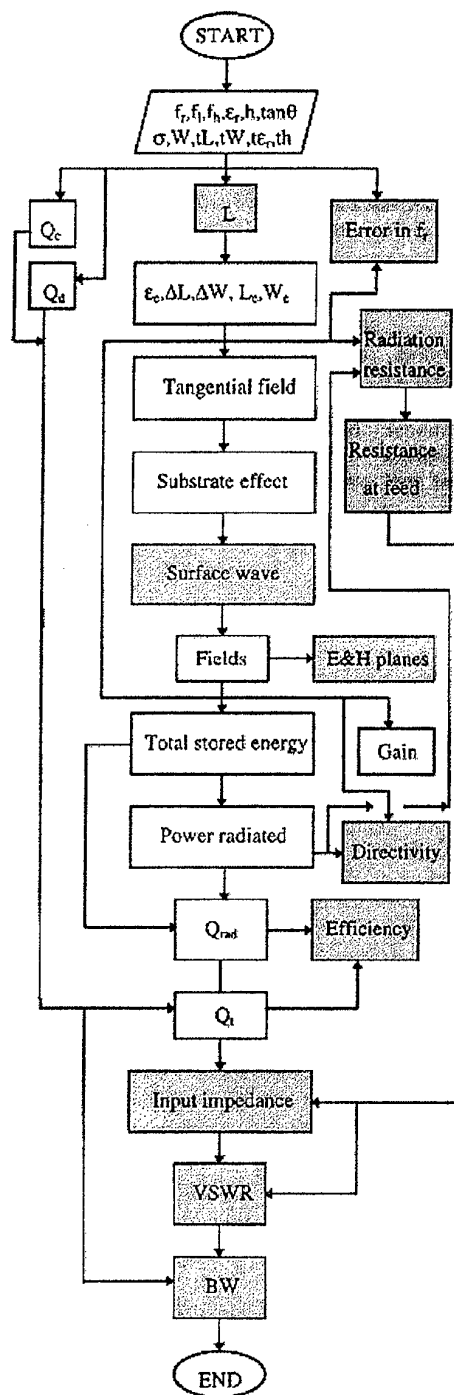 START
f_r,f_l,f_h,ε_r,h,tanθ
σ,W,tL,tW,tε_r,th
Q_c
L
Error in f_r
Q_d
ε_e,ΔL,ΔW, L_e,W_e
Radiation
resistance
Tangential field
Resistance
at feed
Substrate effect
Surface wave
Fields
E&H planes
Total stored energy
Gain
Power radiated
Directivity
Q_rad
Efficiency
Q_t
Input impedance
VSWR
BW
END